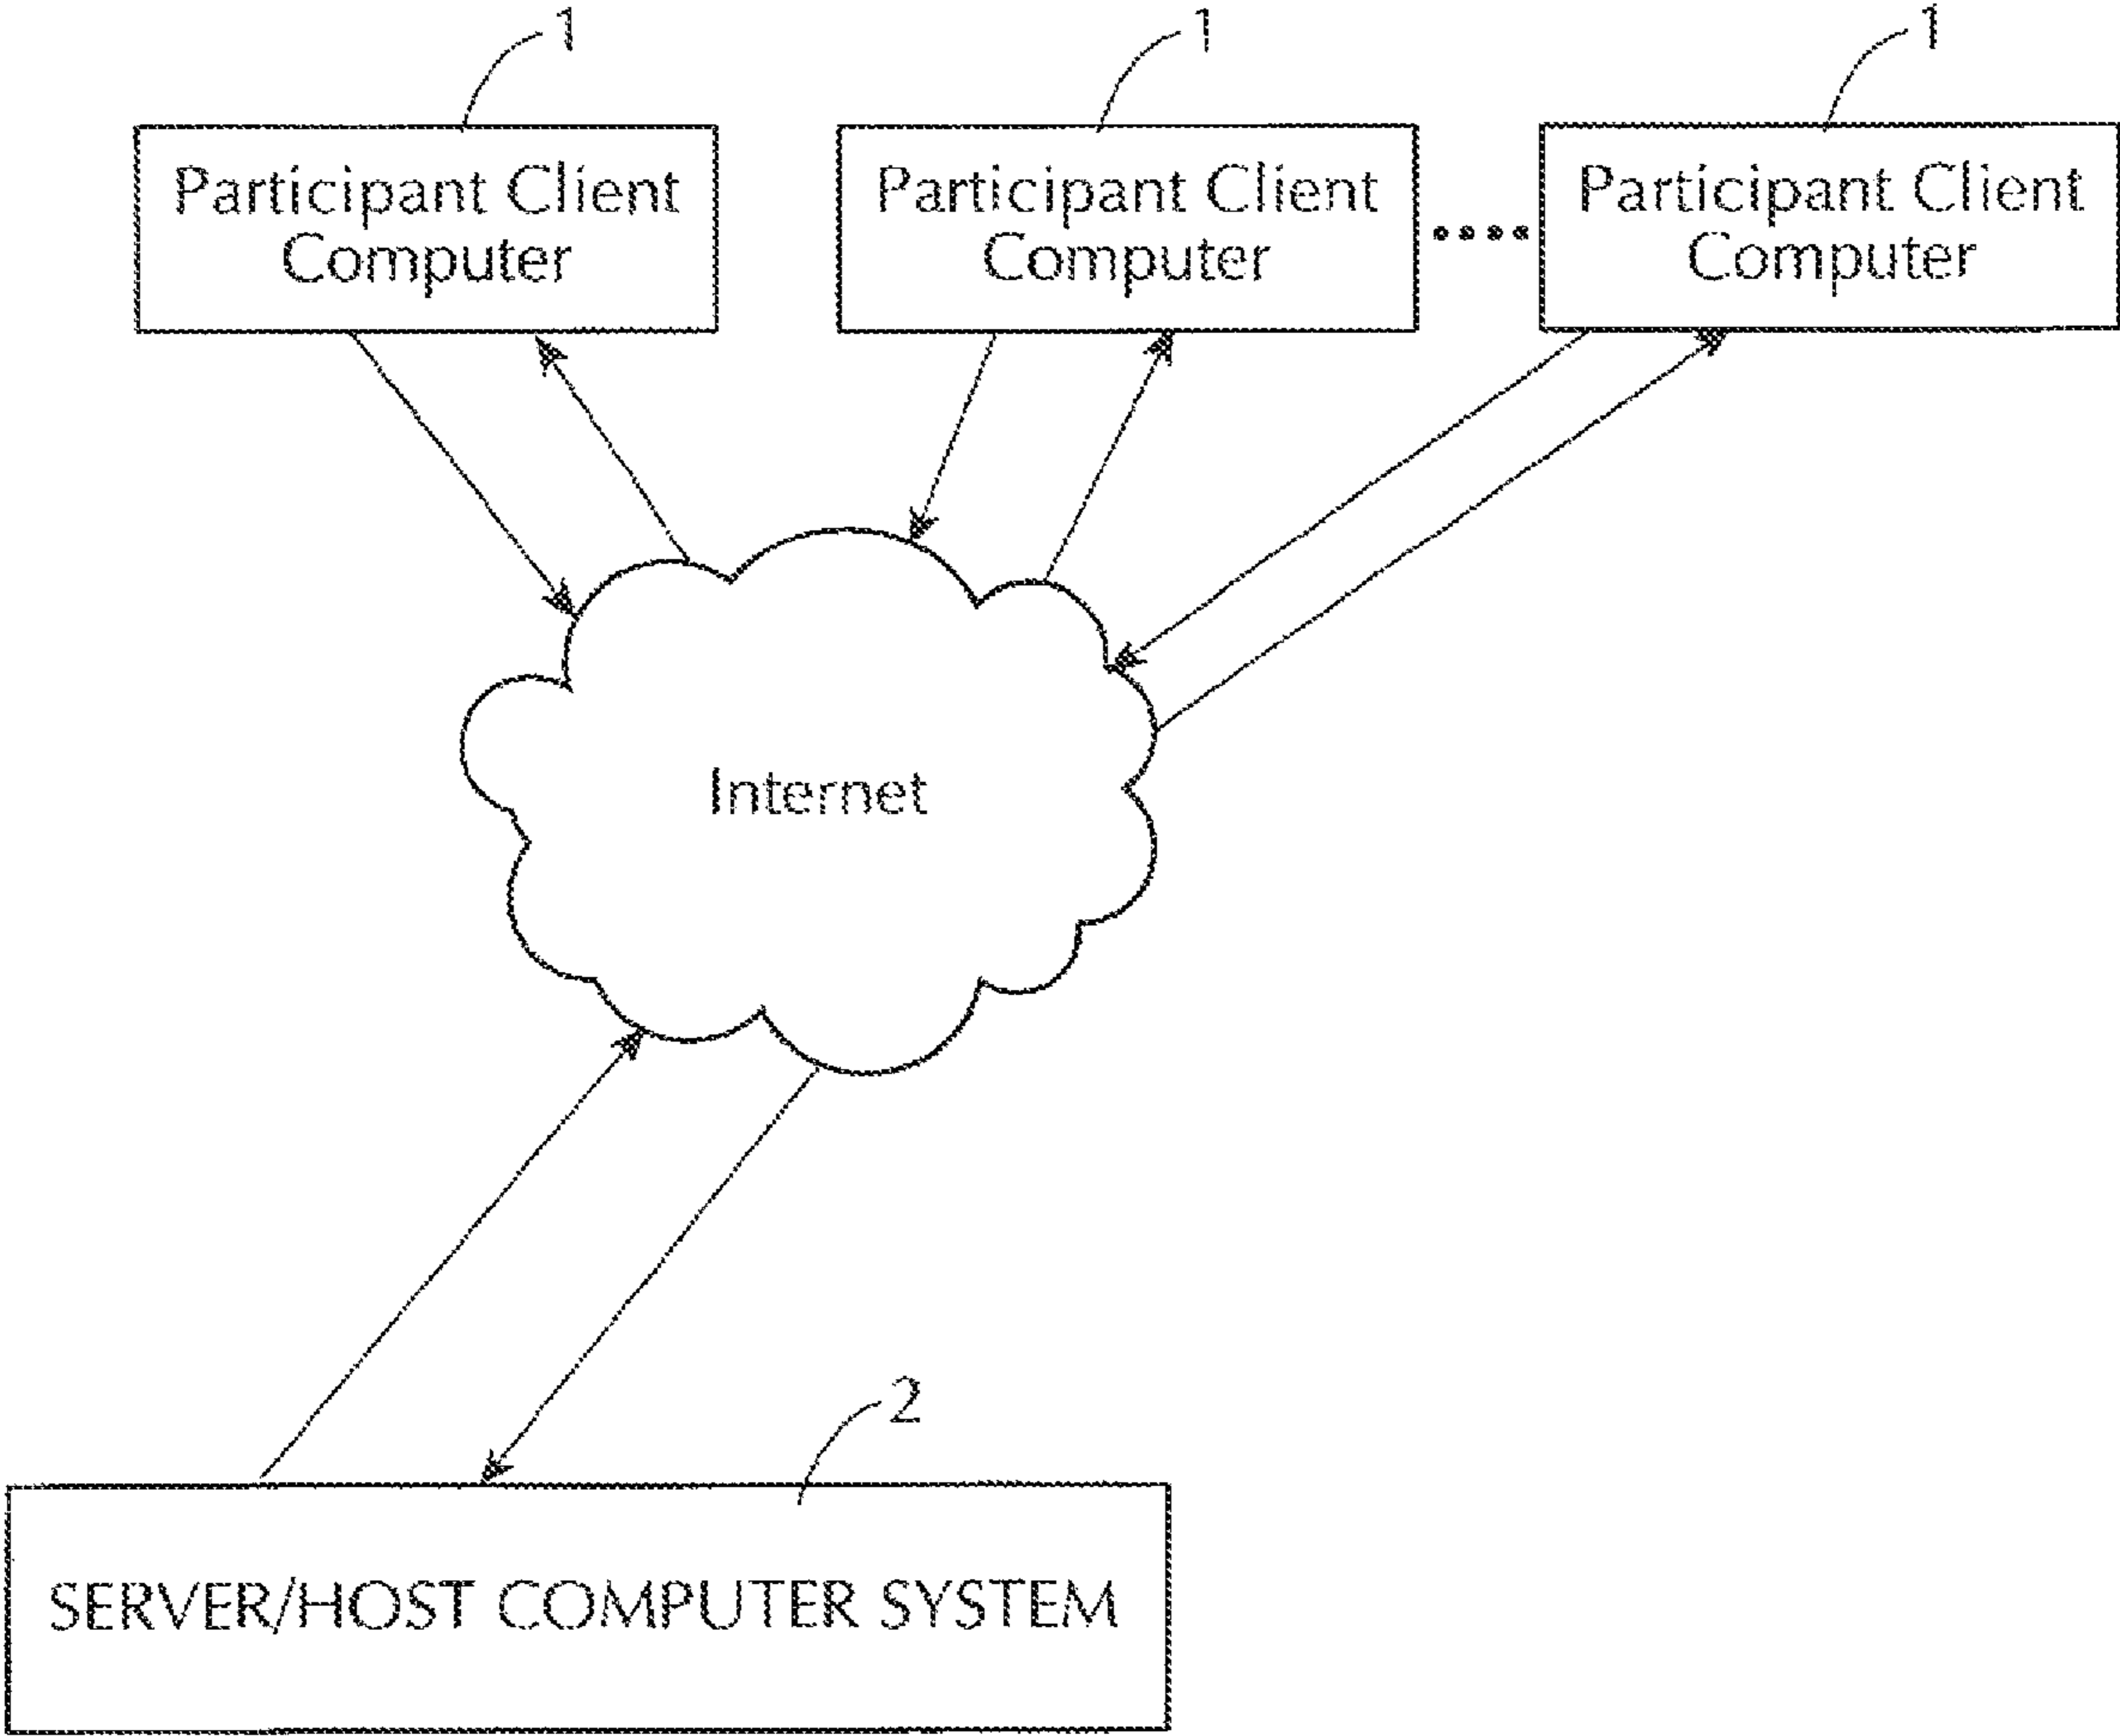 1
1
1
Participant Client
Computer
Participant Client
Computer
Participant Client
Computer
Internet
2
SERVER/HOST COMPUTER SYSTEM